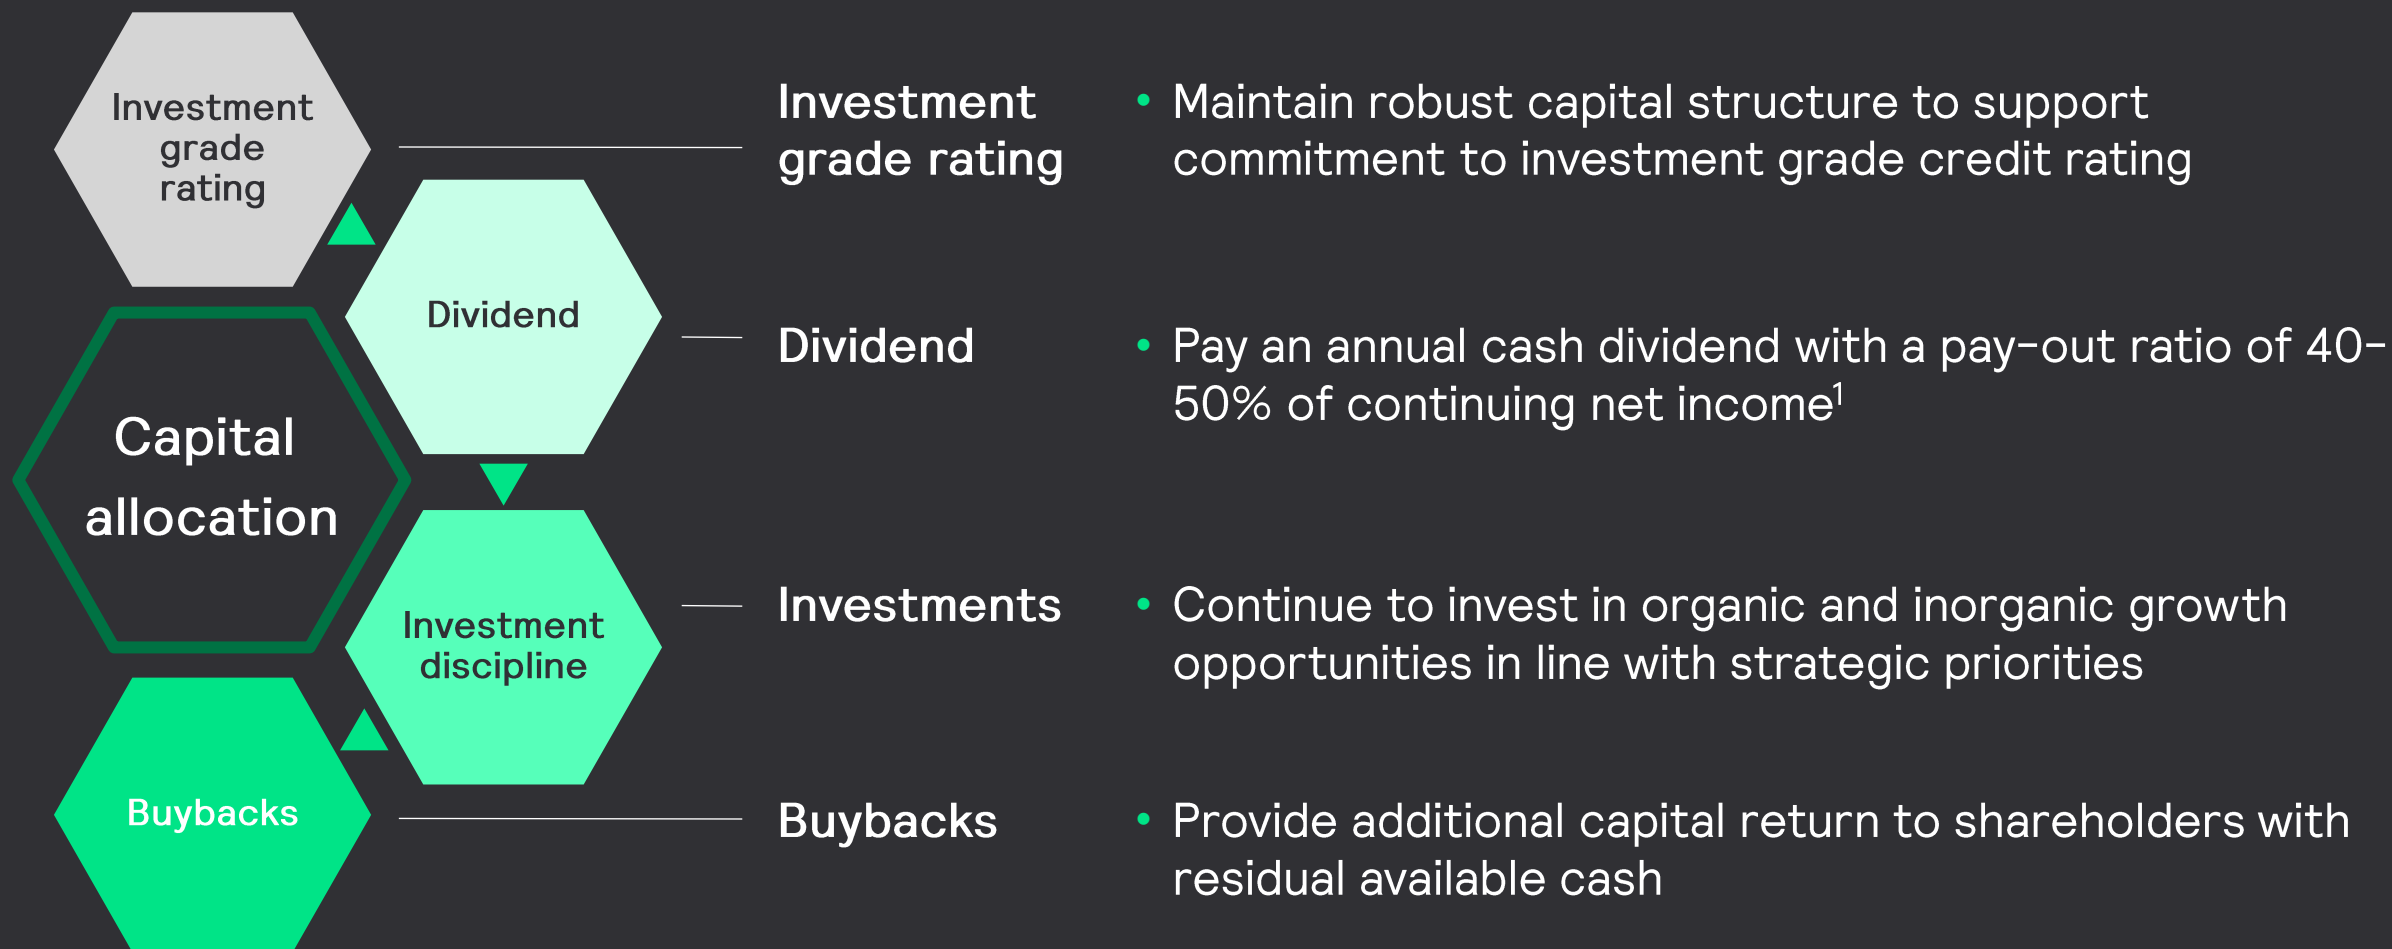 Investment
grade
rating
Dividend
Capital
allocation
Investment
discipline
Buybacks
Investment
grade rating
• Maintain robust capital structure to support
commitment to investment grade credit rating
Dividend
• Pay an annual cash dividend with a pay-out ratio of 40-
50% of continuing net income¹
Investments
• Continue to invest in organic and inorganic growth
opportunities in line with strategic priorities
Buybacks
• Provide additional capital return to shareholders with
residual available cash